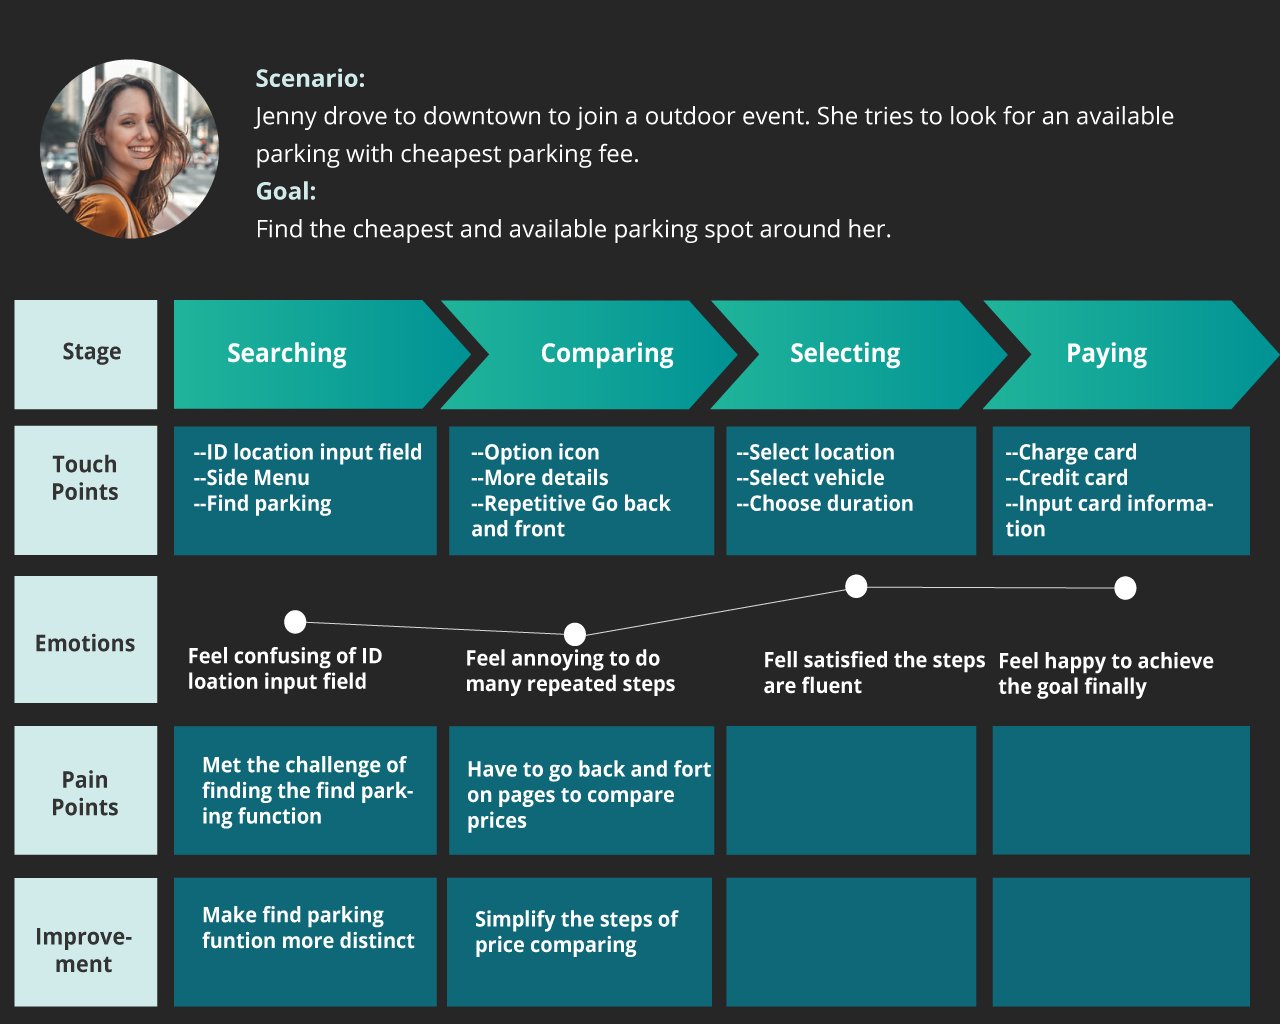 Scenario:
Jenny drove to downtown to join a outdoor event. She tries to look for an available
parking with cheapest parking fee.
Goal:
Find the cheapest and available parking spot around her.
Stage
Searching
Comparing
Selecting
Paying
Touch
Points
--ID location input field
--Side Menu
--Find parking
--Option icon
--More details
--Repetitive Go back
and front
--Select location
--Select vehicle
--Choose duration
--Charge card
--Credit card
--Input card informa-
tion
Emotions
Feel confusing of ID
loation input field
Feel annoying to do
many repeated steps
Fell satisfied the steps
are fluent
Feel happy to achieve
the goal finally
Pain
Points
Met the challenge of
finding the find park-
ing function
Have to go back and fort
on pages to compare
prices
Improve-
ment
Make find parking
funtion more distinct
Simplify the steps of
price comparing